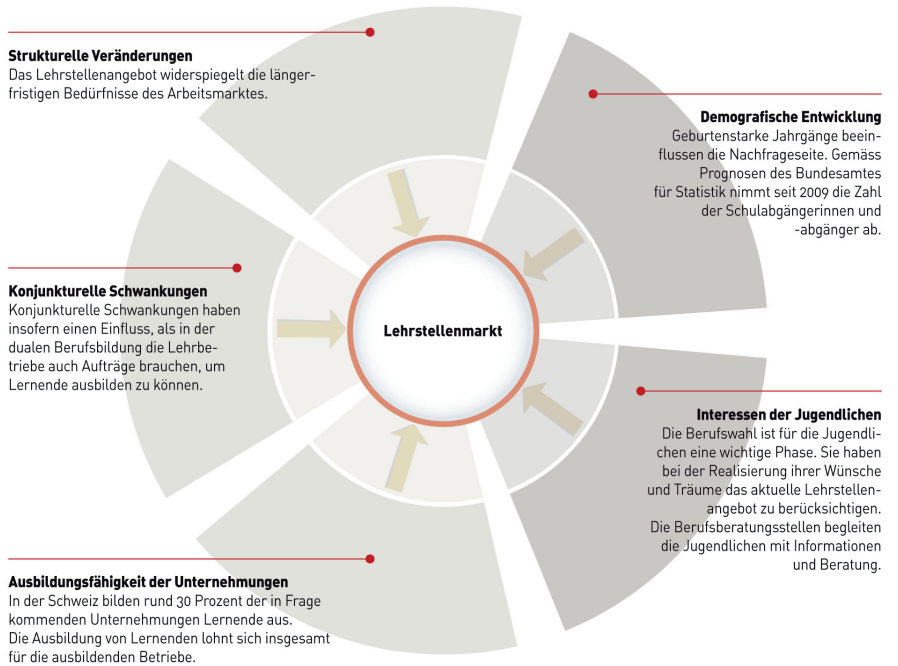 Strukturelle Veränderungen
Das Lehrstellenangebot widerspiegelt die länger-
fristigen Bedürfnisse des Arbeitsmarktes.
Demografische Entwicklung
Geburtenstarke Jahrgänge beein-
flussen die Nachfrageseite. Gemäss
Prognosen des Bundesamtes
für Statistik nimmt seit 2009 die Zahl
der Schulabgängerinnen und
-abgänger ab.
Konjunkturelle Schwankungen
Konjunkturelle Schwankungen haben
insofern einen Einfluss, als in der
dualen Berufsbildung die Lehrbe-
triebe auch Aufträge brauchen, um
Lernende ausbilden zu können.
Lehrstellenmarkt
Interessen der Jugendlichen
Die Berufswahl ist für die Jugendli-
chen eine wichtige Phase. Sie haben
bei der Realisierung ihrer Wünsche
und Träume das aktuelle Lehrstellen-
angebot zu berücksichtigen.
Die Berufsberatungsstellen begleiten
die Jugendlichen mit Informationen
und Beratung.
Ausbildungsfähigkeit der Unternehmungen
In der Schweiz bilden rund 30 Prozent der in Frage
kommenden Unternehmungen Lernende aus.
Die Ausbildung von Lernenden lohnt sich insgesamt
für die ausbildenden Betriebe.